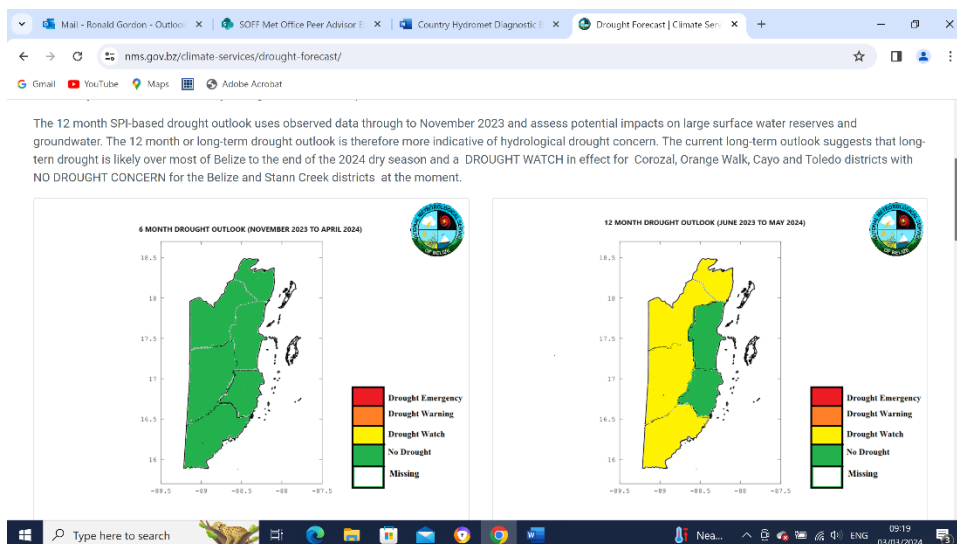 Mail - Ronald Gordon - Outloo
SOFF Met Office Peer Advisor E
Country Hydromet Diagnostic E
Drought Forecast | Climate Serv
nms.gov.bz/climate-services/drought-forecast/
Gmail
YouTube
Maps
Adobe Acrobat
The 12 month SPI-based drought outlook uses observed data through to November 2023 and assess potential impacts on large surface water reserves and
groundwater. The 12 month or long-term drought outlook is therefore more indicative of hydrological drought concern. The current long-term outlook suggests that long-
tern drought is likely over most of Belize to the end of the 2024 dry season and a DROUGHT WATCH in effect for Corozal, Orange Walk, Cayo and Toledo districts with
NO DROUGHT CONCERN for the Belize and Stann Creek districts at the moment.
6 MONTH DROUGHT OUTLOOK (NOVEMBER 2023 TO APRIL 2024)
18.5
18
17.5
17
16.5
16
-89.5 -89 -88.5 -88 -87.5
Drought Emergency
Drought Warning
Drought Watch
No Drought
Missing
12 MONTH DROUGHT OUTLOOK (JUNE 2023 TO MAY 2024)
18.5
18
17.5
17
16.5
16
-89.5 -89 -88.5 -88 -87.5
Drought Emergency
Drought Warning
Drought Watch
No Drought
Missing
Type here to search
Nea...
ENG
09:19
03/03/2024